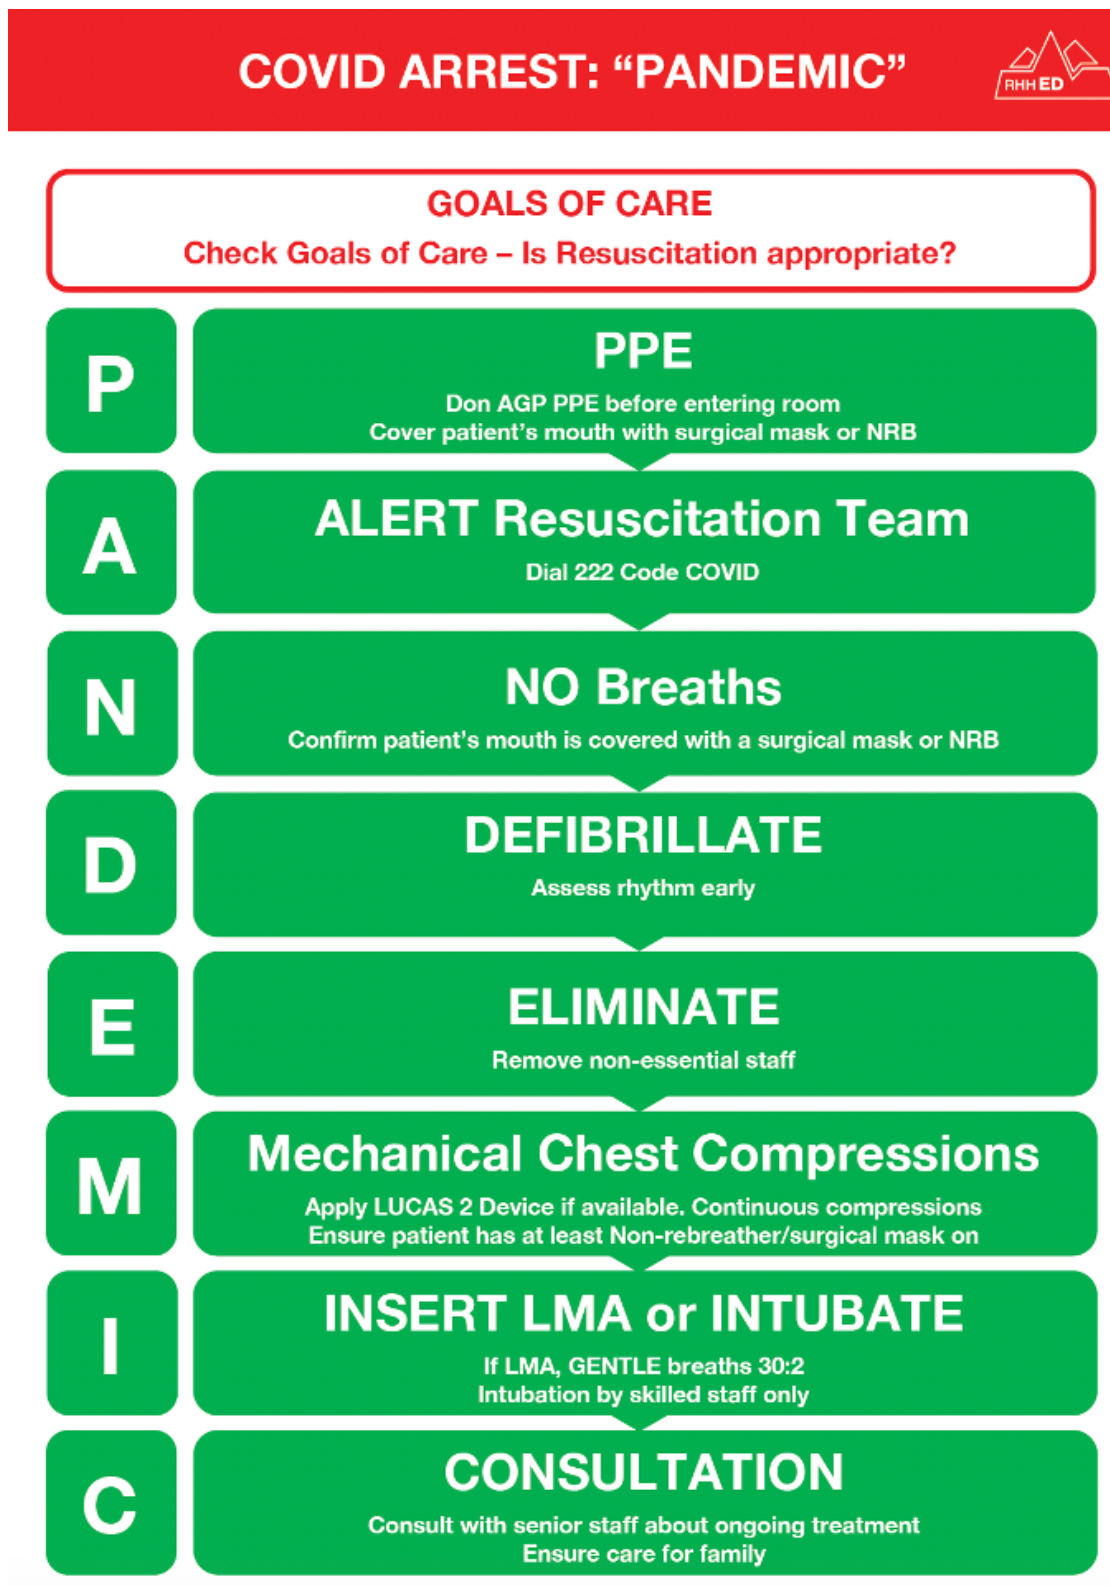 COVID ARREST: “PANDEMIC”
RHH ED
GOALS OF CARE
Check Goals of Care – Is Resuscitation appropriate?
P
PPE
Don AGP PPE before entering room
Cover patient’s mouth with surgical mask or NRB
A
ALERT Resuscitation Team
Dial 222 Code COVID
N
NO Breaths
Confirm patient’s mouth is covered with a surgical mask or NRB
D
DEFIBRILLATE
Assess rhythm early
E
ELIMINATE
Remove non-essential staff
M
Mechanical Chest Compressions
Apply LUCAS 2 Device if available. Continuous compressions
Ensure patient has at least Non-rebreather/surgical mask on
I
INSERT LMA or INTUBATE
If LMA, GENTLE breaths 30:2
Intubation by skilled staff only
C
CONSULTATION
Consult with senior staff about ongoing treatment
Ensure care for family